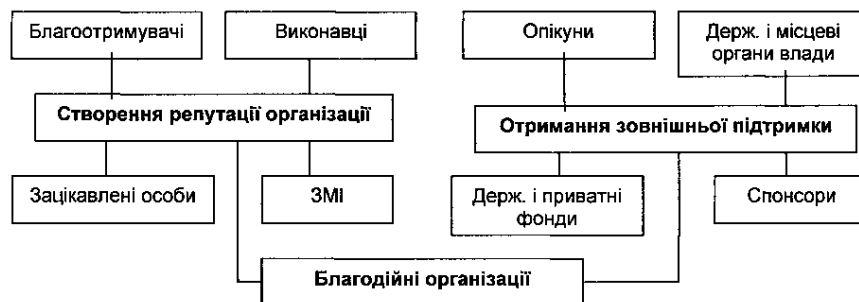 Благоотримувачі
Виконавці
Опікуни
Держ. і місцеві
органи влади
Створення репутації організації
Отримання зовнішньої підтримки
Зацікавлені особи
ЗМІ
Держ. і приватні
фонди
Спонсори
Благодійні організації